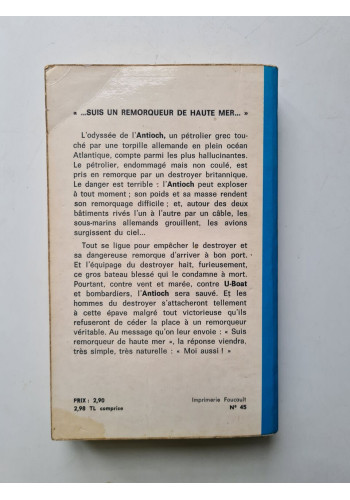 « ...SUIS UN REMORQUEUR DE HAUTE MER... »
L'odyssée de l'Antioch, un pétrolier grec tou-
ché par une torpille allemande en plein océan
Atlantique, compte parmi les plus hallucinantes.
Le pétrolier, endommagé mais non coulé, est
pris en remorque par un destroyer britannique.
Le danger est terrible : l'Antioch peut exploser
à tout moment ; son poids et sa masse rendent
son remorquage difficile ; et, autour des deux
bâtiments rivés l'un à l'autre par un câble, les
sous-marins allemands grouillent, les avions
surgissent du ciel...
Tout se ligue pour empêcher le destroyer et
sa dangereuse remorque d'arriver à bon port.
Et l'équipage du destroyer hait, furieusement,
ce gros bateau blessé qui le condamne à mort.
Pourtant, contre vent et marée, contre U-Boat
et bombardiers, l'Antioch sera sauvé. Et les
hommes du destroyer s'attacheront tellement
à cette épave malgré tout victorieuse qu'ils
refuseront de céder la place à un remorqueur
véritable. Au message qu'on leur envoie : " Suis
remorqueur de haute mer ", la réponse viendra,
très simple, très naturelle : " Moi aussi ! "
PRIX : 2,90
2,98 TL comprise
Imprimerie Foucault
N° 45